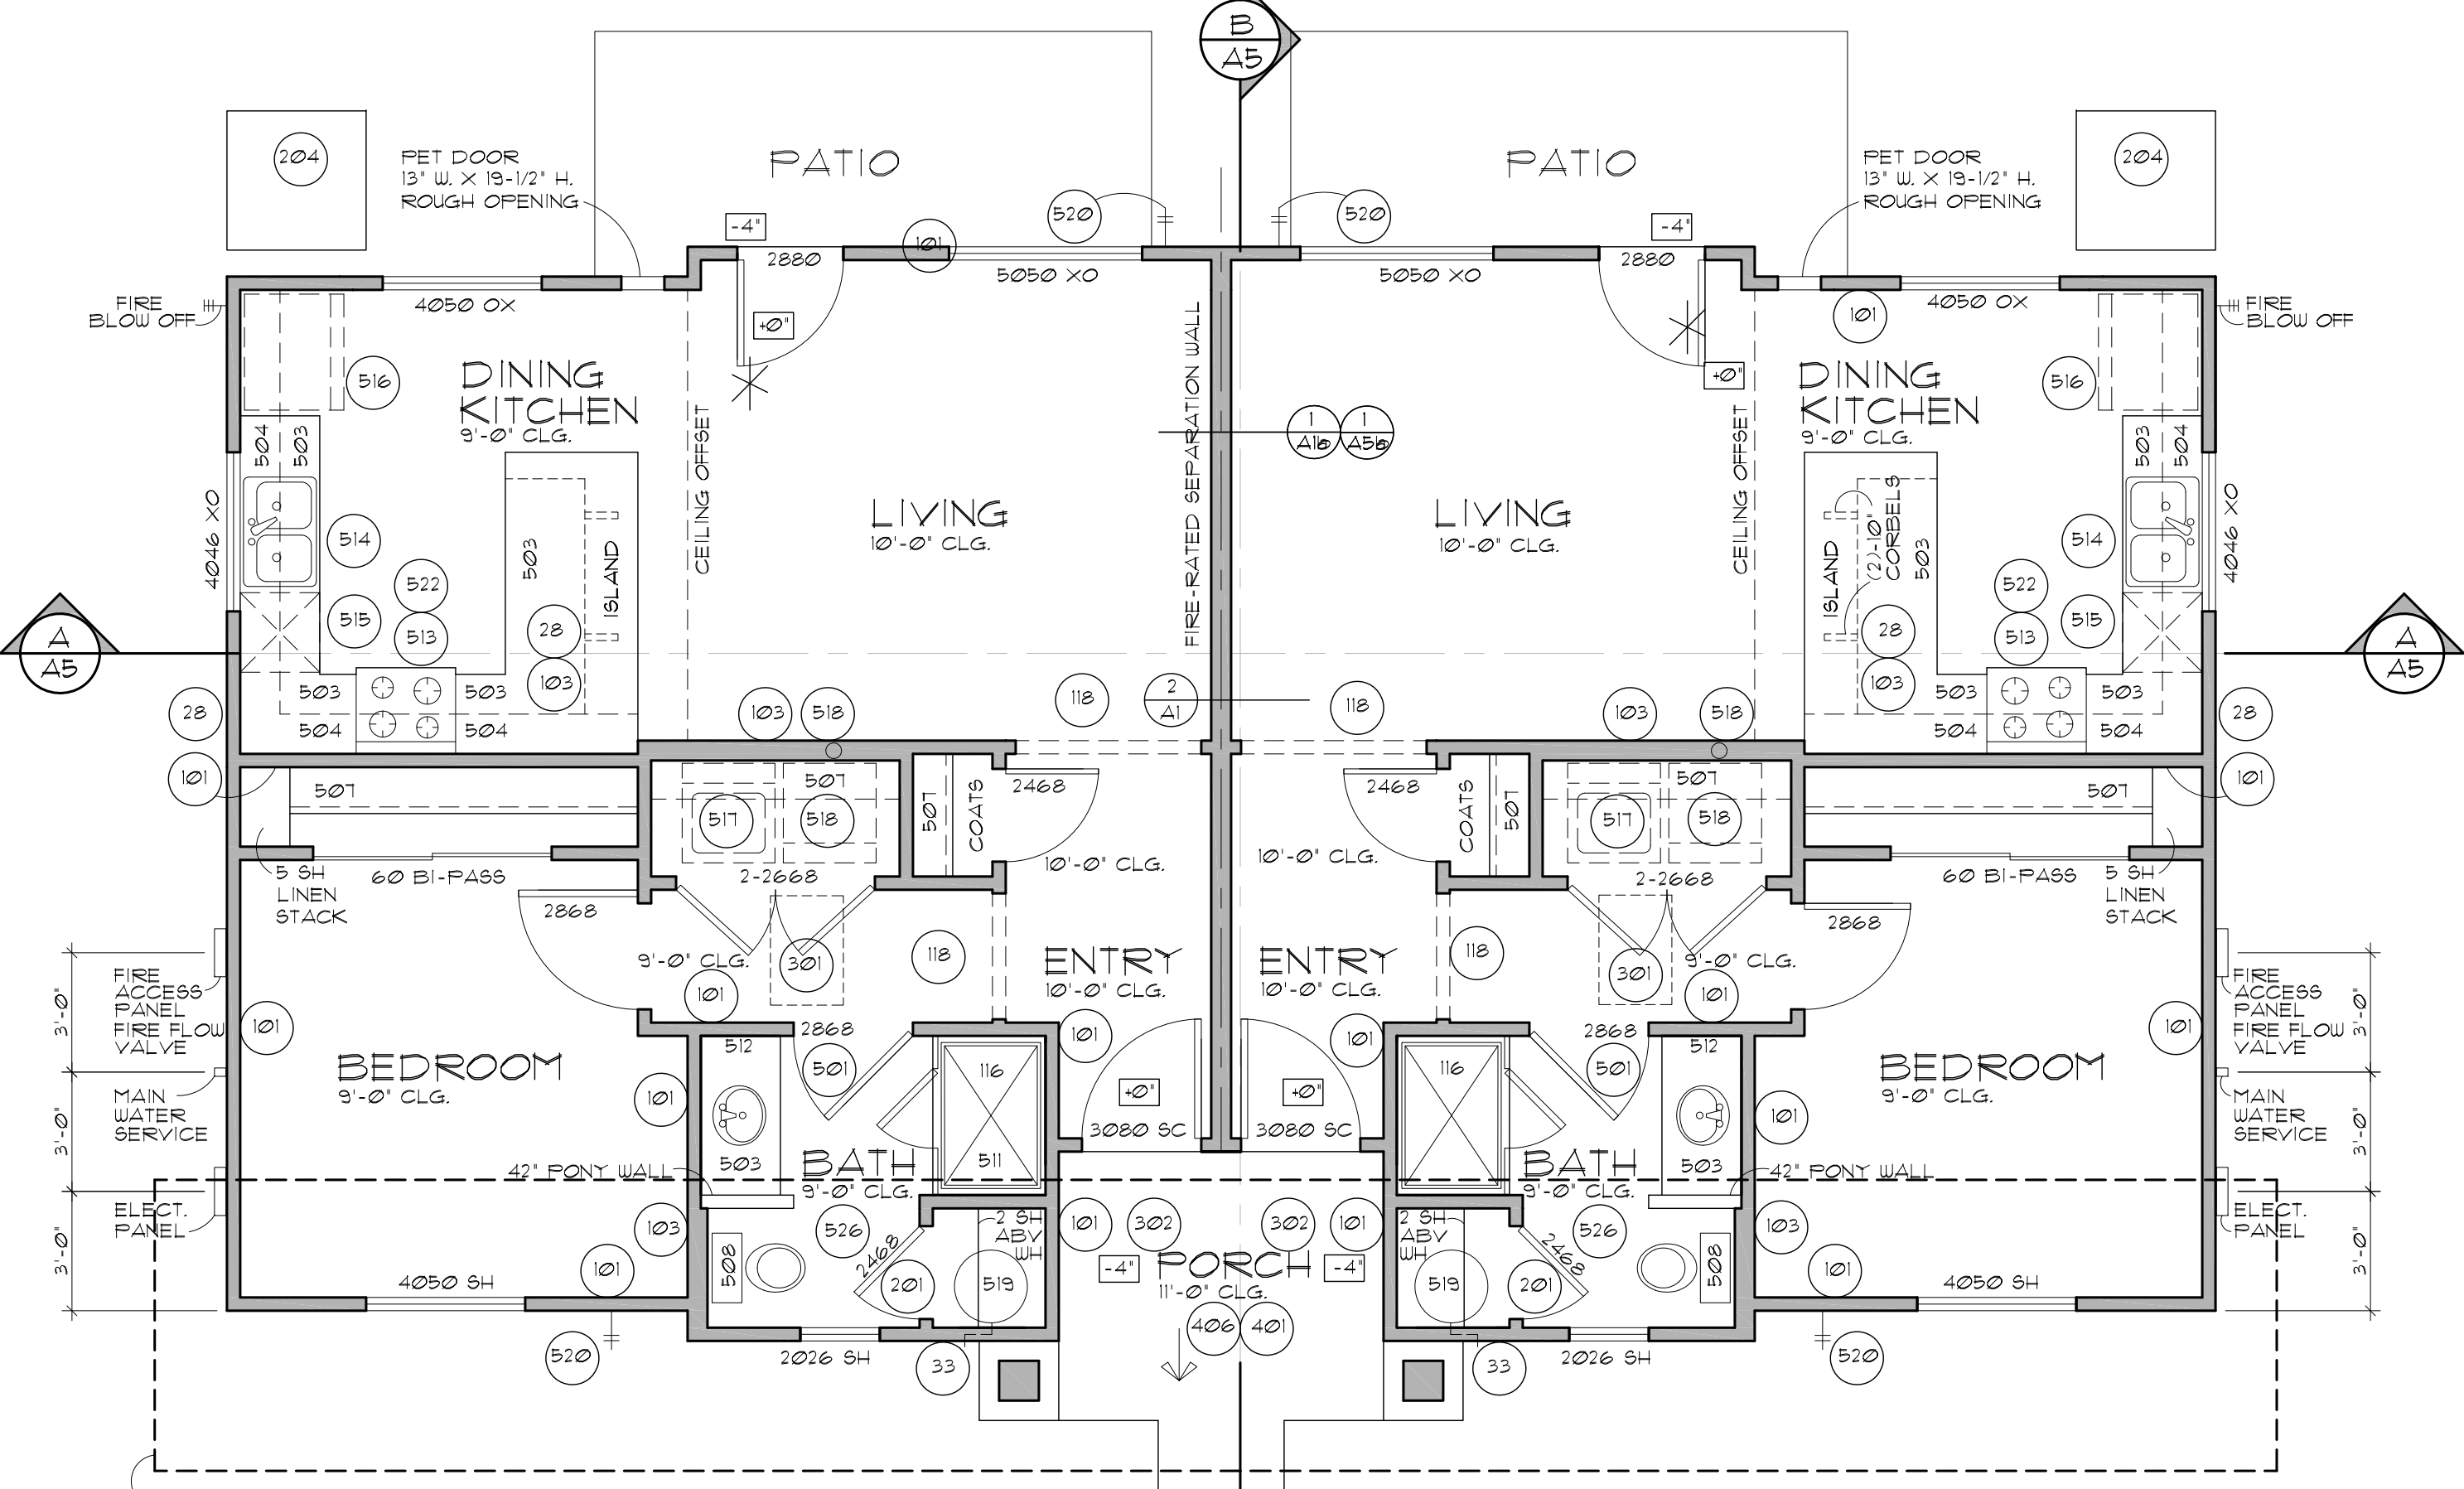 B
A5
204
PET DOOR
13" W. X 19-1/2" H.
ROUGH OPENING
PATIO
PATIO
PET DOOR
13" W. X 19-1/2" H.
ROUGH OPENING
204
-4"
101
520
520
-4"
2880
5050 XO
5050 XO
2880
FIRE
BLOW OFF
4050 OX
+0"
FIRE-RATED SEPARATION WALL
101
4050 OX
FIRE
BLOW OFF
516
DINING
KITCHEN
9'-0" CLG.
CEILING OFFSET
1
A1b
1
A5b
+0"
CEILING OFFSET
DINING
KITCHEN
9'-0" CLG.
516
504
503
503
504
4046 XO
514
522
515
513
503
ISLAND
28
103
LIVING
10'-0" CLG.
LIVING
10'-0" CLG.
ISLAND
(2)-10"
CORBELS
503
28
103
514
522
515
513
4046 XO
A
A5
A
A5
28
503
503
504
504
103
518
118
2
A1
118
103
518
503
503
504
504
28
101
507
517
507
518
507
COATS
2468
2468
COATS
507
517
507
518
507
101
5 SH
LINEN
STACK
60 BI-PASS
2868
2-2668
10'-0" CLG.
10'-0" CLG.
2-2668
2868
60 BI-PASS
5 SH
LINEN
STACK
9'-0" CLG.
301
118
101
ENTRY
10'-0" CLG.
ENTRY
10'-0" CLG.
118
301
9'-0" CLG.
101
3'-0"
FIRE
ACCESS
PANEL
FIRE FLOW
VALVE
101
2868
101
101
2868
101
FIRE
ACCESS
PANEL
FIRE FLOW
VALVE
3'-0"
BEDROOM
9'-0" CLG.
101
512
501
116
+0"
+0"
116
501
512
101
BEDROOM
9'-0" CLG.
3'-0"
MAIN
WATER
SERVICE
503
511
3080 SC
3080 SC
503
MAIN
WATER
SERVICE
3'-0"
42" PONY WALL
BATH
9'-0" CLG.
BATH
9'-0" CLG.
42" PONY WALL
ELECT.
PANEL
103
526
2 SH
ABV
WH
101
302
302
101
2 SH
ABV
WH
526
103
ELECT.
PANEL
3'-0"
4050 SH
101
508
2468
201
519
-4"
PORCH
11'-0" CLG.
-4"
519
201
2468
508
101
4050 SH
3'-0"
520
2026 SH
33
406
401
33
2026 SH
520